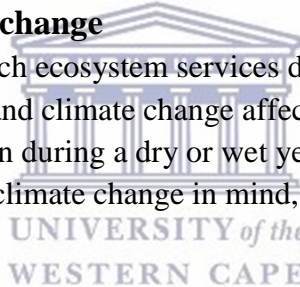 change
ch ecosystem services d
and climate change affec
n during a dry or wet ye
climate change in mind,
UNIVERSITY of the
WESTERN CAPE